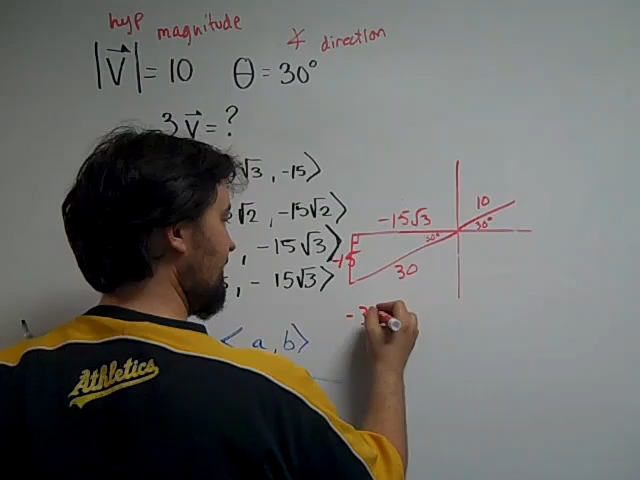 hyp magnitude
∡ direction
|V⃗| = 10 θ = 30°
3V⃗ = ?
√3, -15⟩
√2, -15√2⟩
, -15√3⟩
, -15√3⟩
⟨a, b⟩
-15√3
10
30°
30°
-15
30
-
Athletics